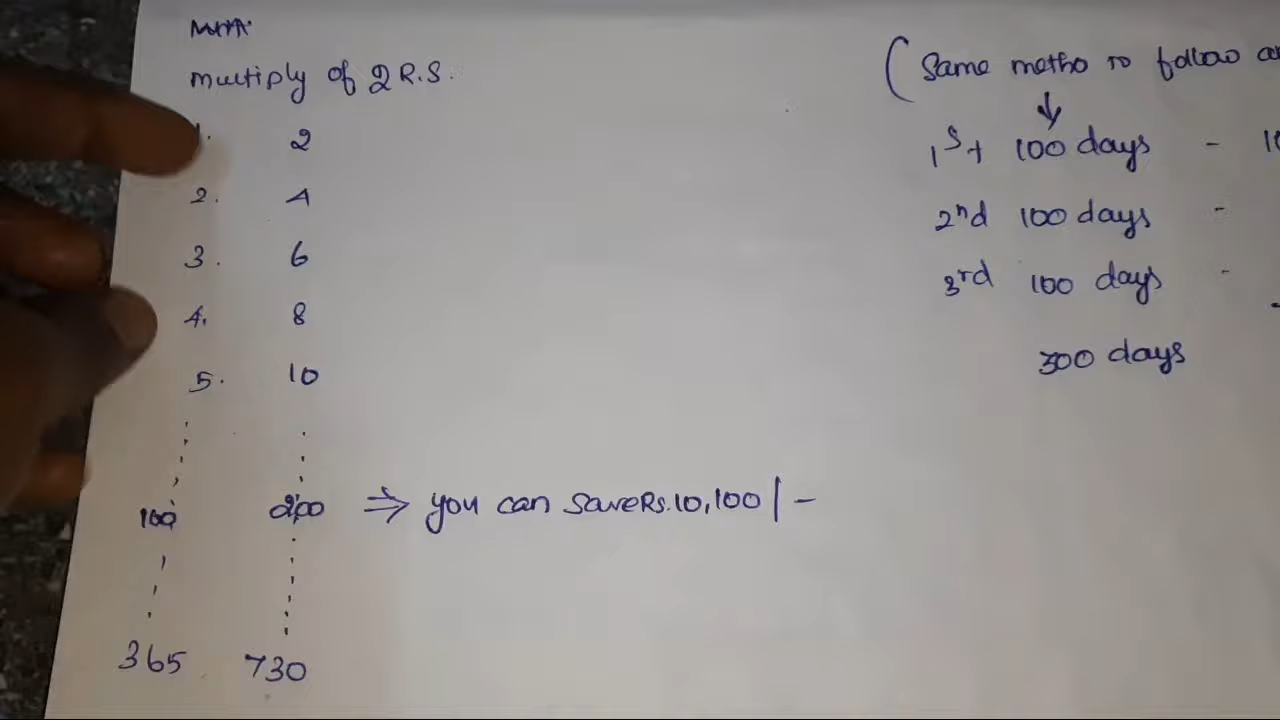 multiply of 2 R.S.
1. 2
2. 4
3. 6
4. 8
5. 10
100 200 ⇒ you can save Rs.10,100/-
365 730
(Same metho to follow
↓
1st 100 days -
2nd 100 days -
3rd 100 days -
300 days